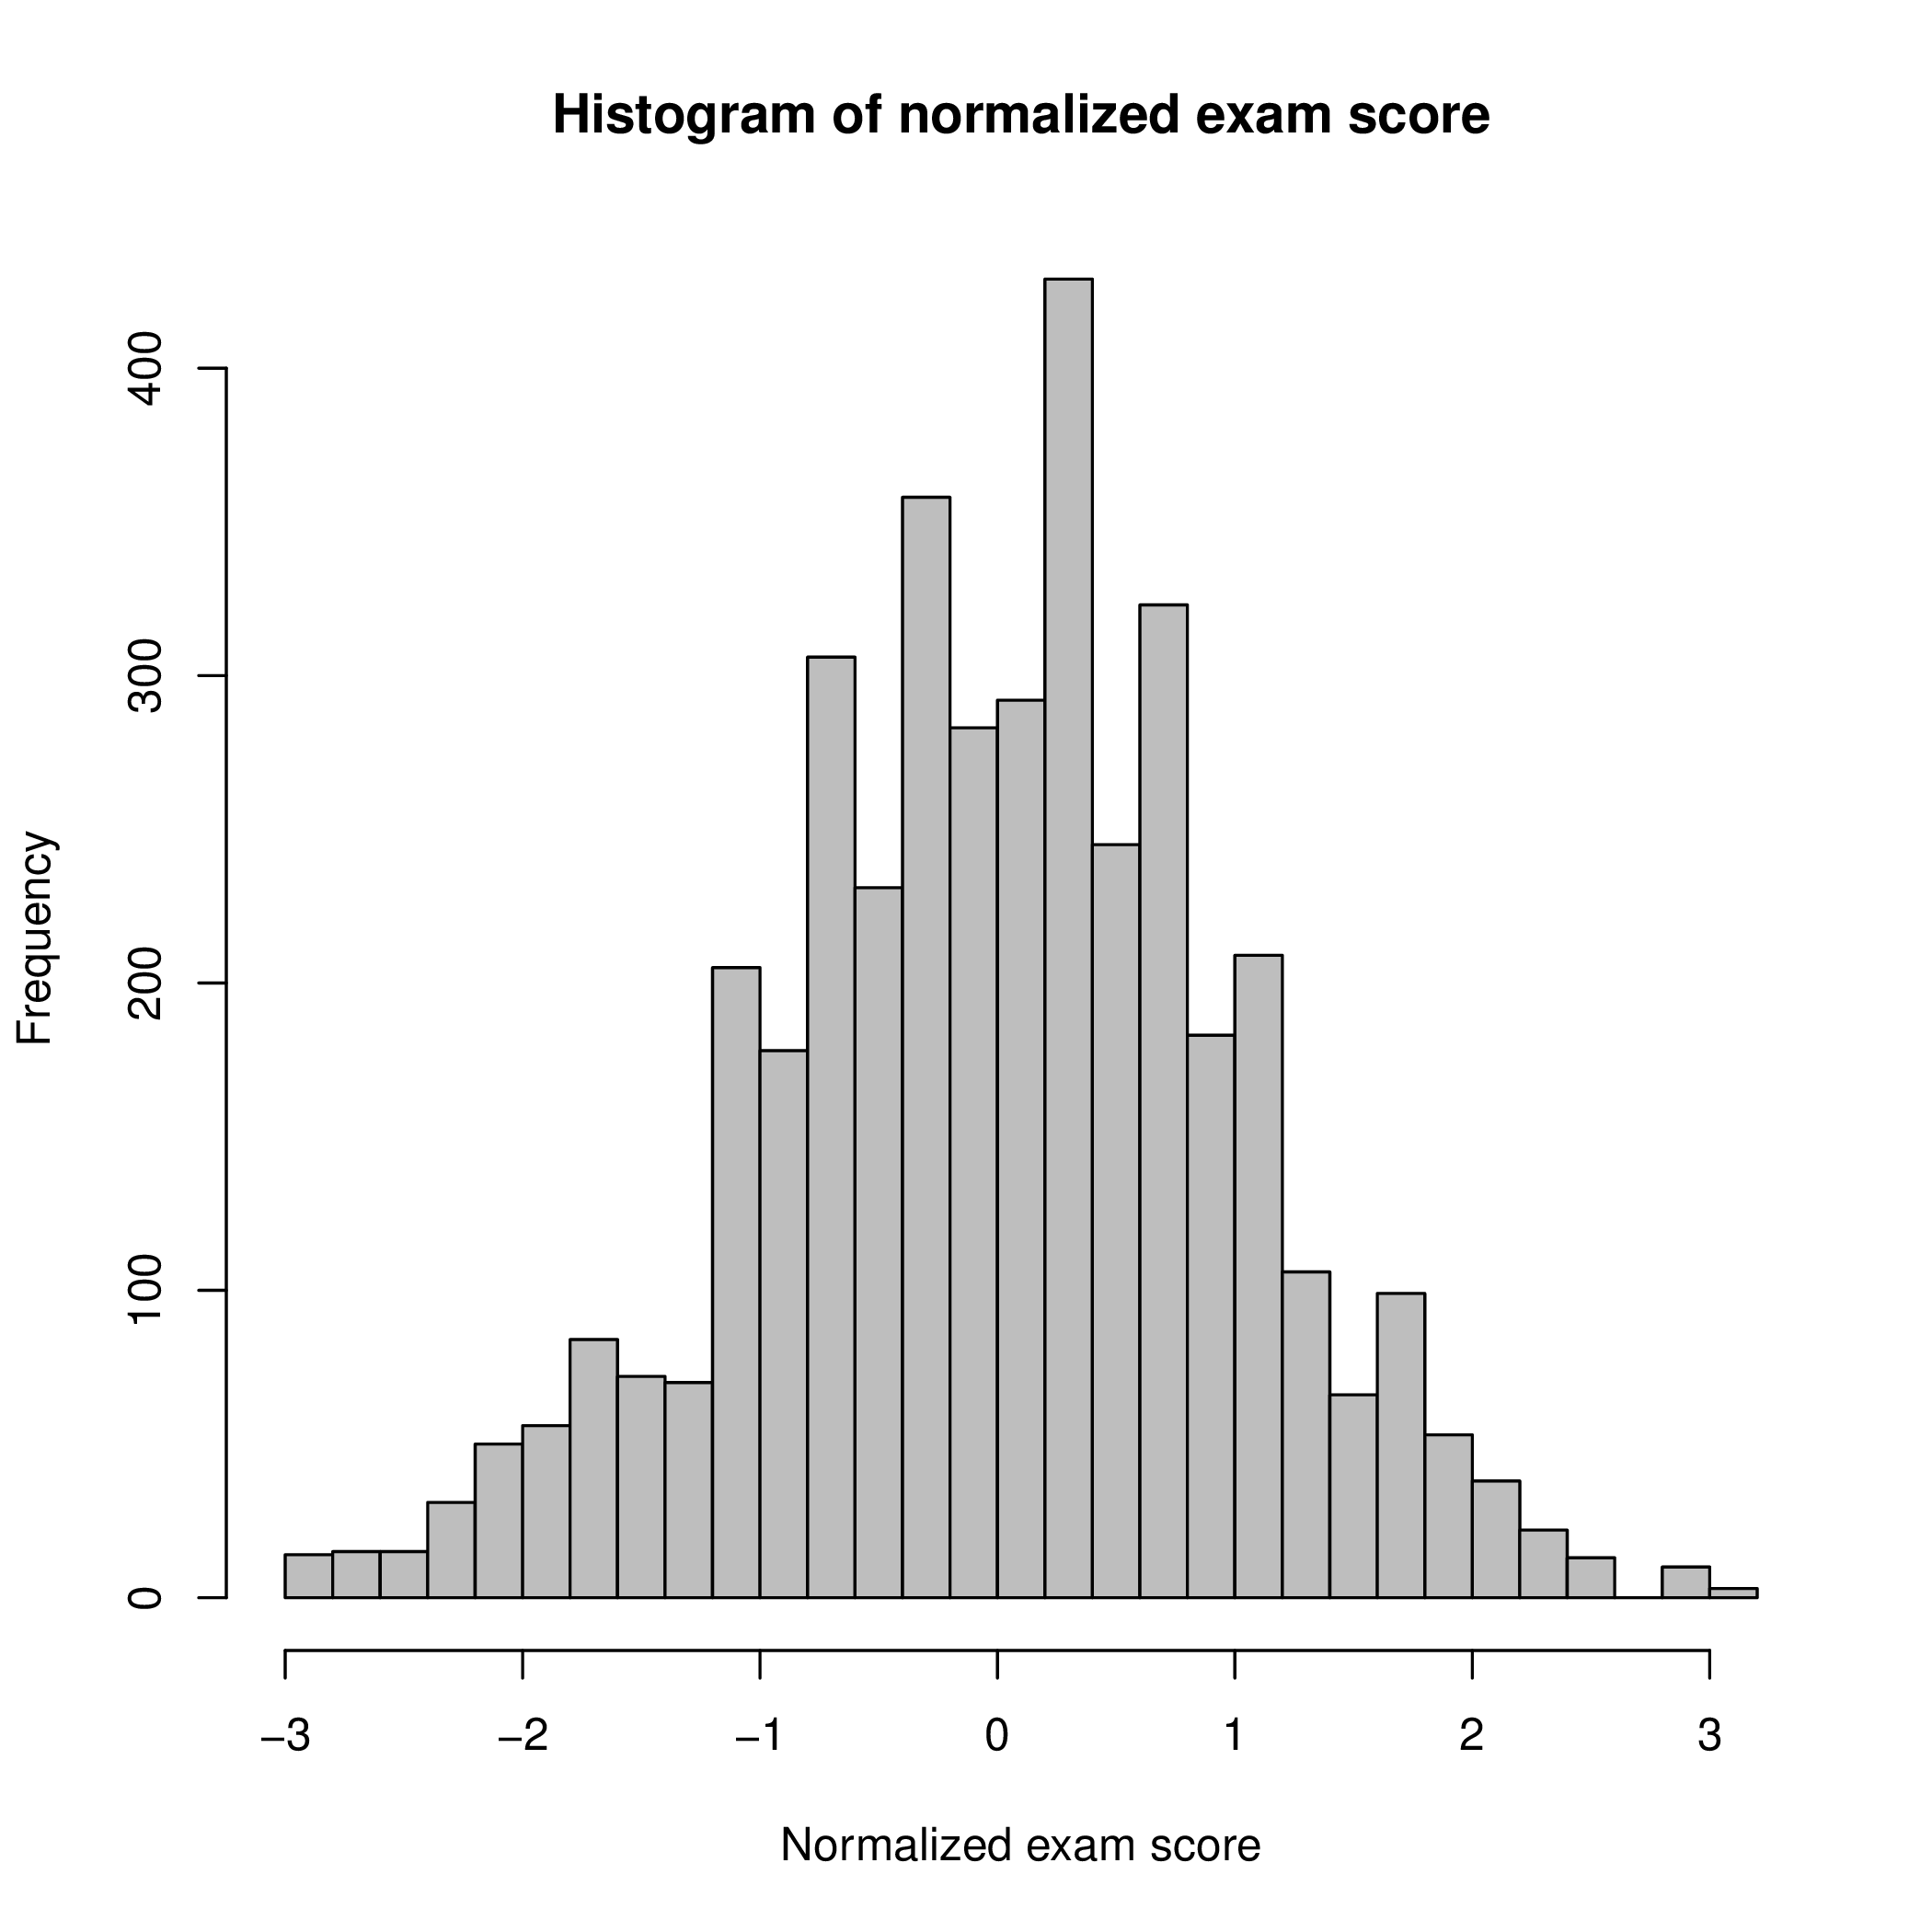 Histogram of normalized exam score
400
300
200
100
0
Frequency
−3 −2 −1 0 1 2 3
Normalized exam score